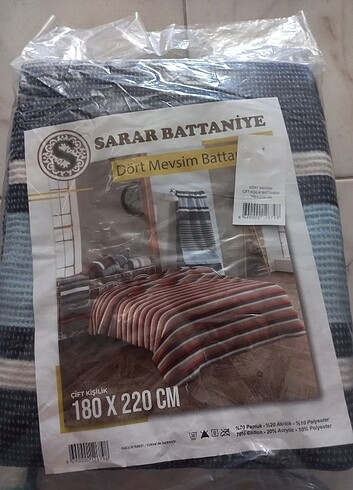 S
SARAR BATTANİYE
Dört Mevsim Batta
ÇİFT KİŞİLİK
180 X 220 CM
%70 Pamuk - %20 Akrilik - %10 Polyester
70% Cotton - 20% Acrylic - 10% Polyester